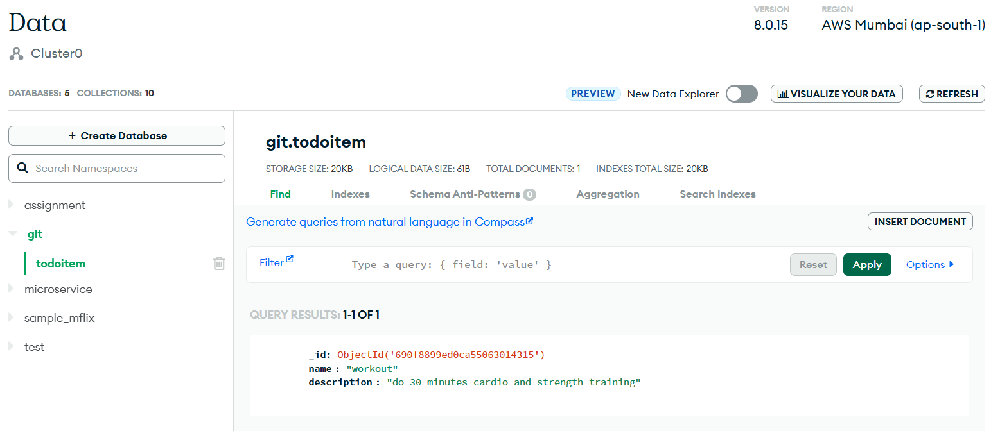 Data
VERSION
8.0.15
REGION
AWS Mumbai (ap-south-1)
Cluster0
DATABASES: 5 COLLECTIONS: 10
PREVIEW New Data Explorer
VISUALIZE YOUR DATA
REFRESH
+ Create Database
Search Namespaces
assignment
git
todoitem
microservice
sample_mflix
test
git.todoitem
STORAGE SIZE: 20KB LOGICAL DATA SIZE: 61B TOTAL DOCUMENTS: 1 INDEXES TOTAL SIZE: 20KB
Find Indexes Schema Anti-Patterns 0 Aggregation Search Indexes
Generate queries from natural language in Compass
INSERT DOCUMENT
Filter Type a query: { field: 'value' } Reset Apply Options
QUERY RESULTS: 1-1 OF 1
_id: ObjectId('690f8899ed0ca55063014315')
name : "workout"
description : "do 30 minutes cardio and strength training"